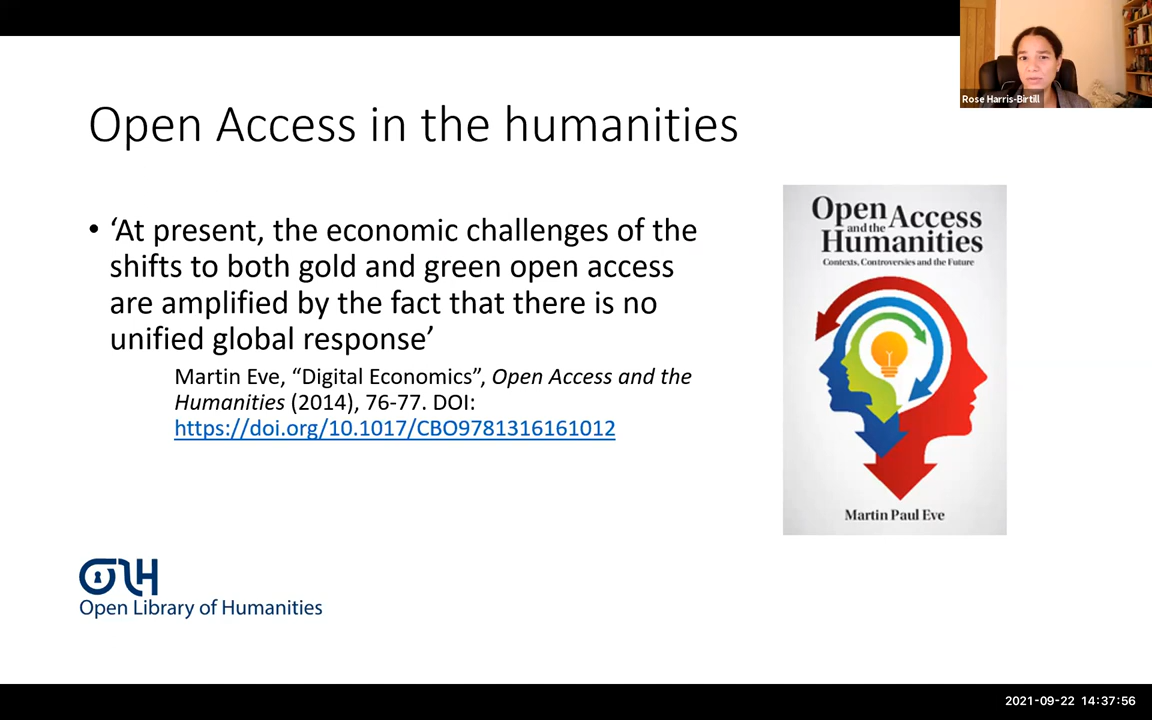 Rose Harris-Birtill
Open Access in the humanities
• ‘At present, the economic challenges of the
shifts to both gold and green open access
are amplified by the fact that there is no
unified global response’
Martin Eve, “Digital Economics”, Open Access and the
Humanities (2014), 76-77. DOI:
https://doi.org/10.1017/CBO9781316161012
Open Access
and the
Humanities
Contexts, Controversies and the Future
Martin Paul Eve
OLH
Open Library of Humanities
2021-09-22 14:37:56